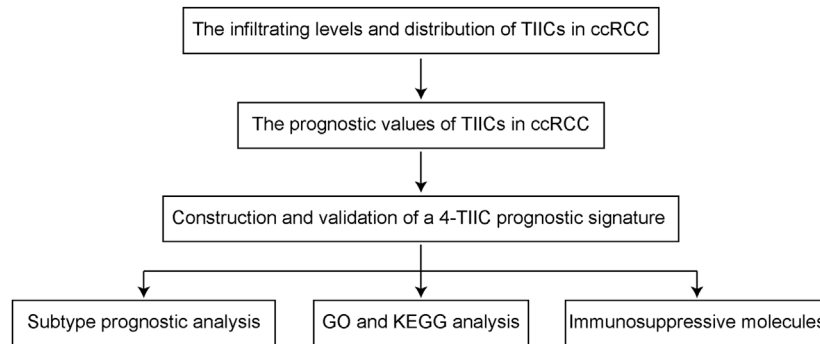 The infiltrating levels and distribution of TIICs in ccRCC
The prognostic values of TIICs in ccRCC
Construction and validation of a 4-TIIC prognostic signature
Subtype prognostic analysis
GO and KEGG analysis
Immunosuppressive molecules